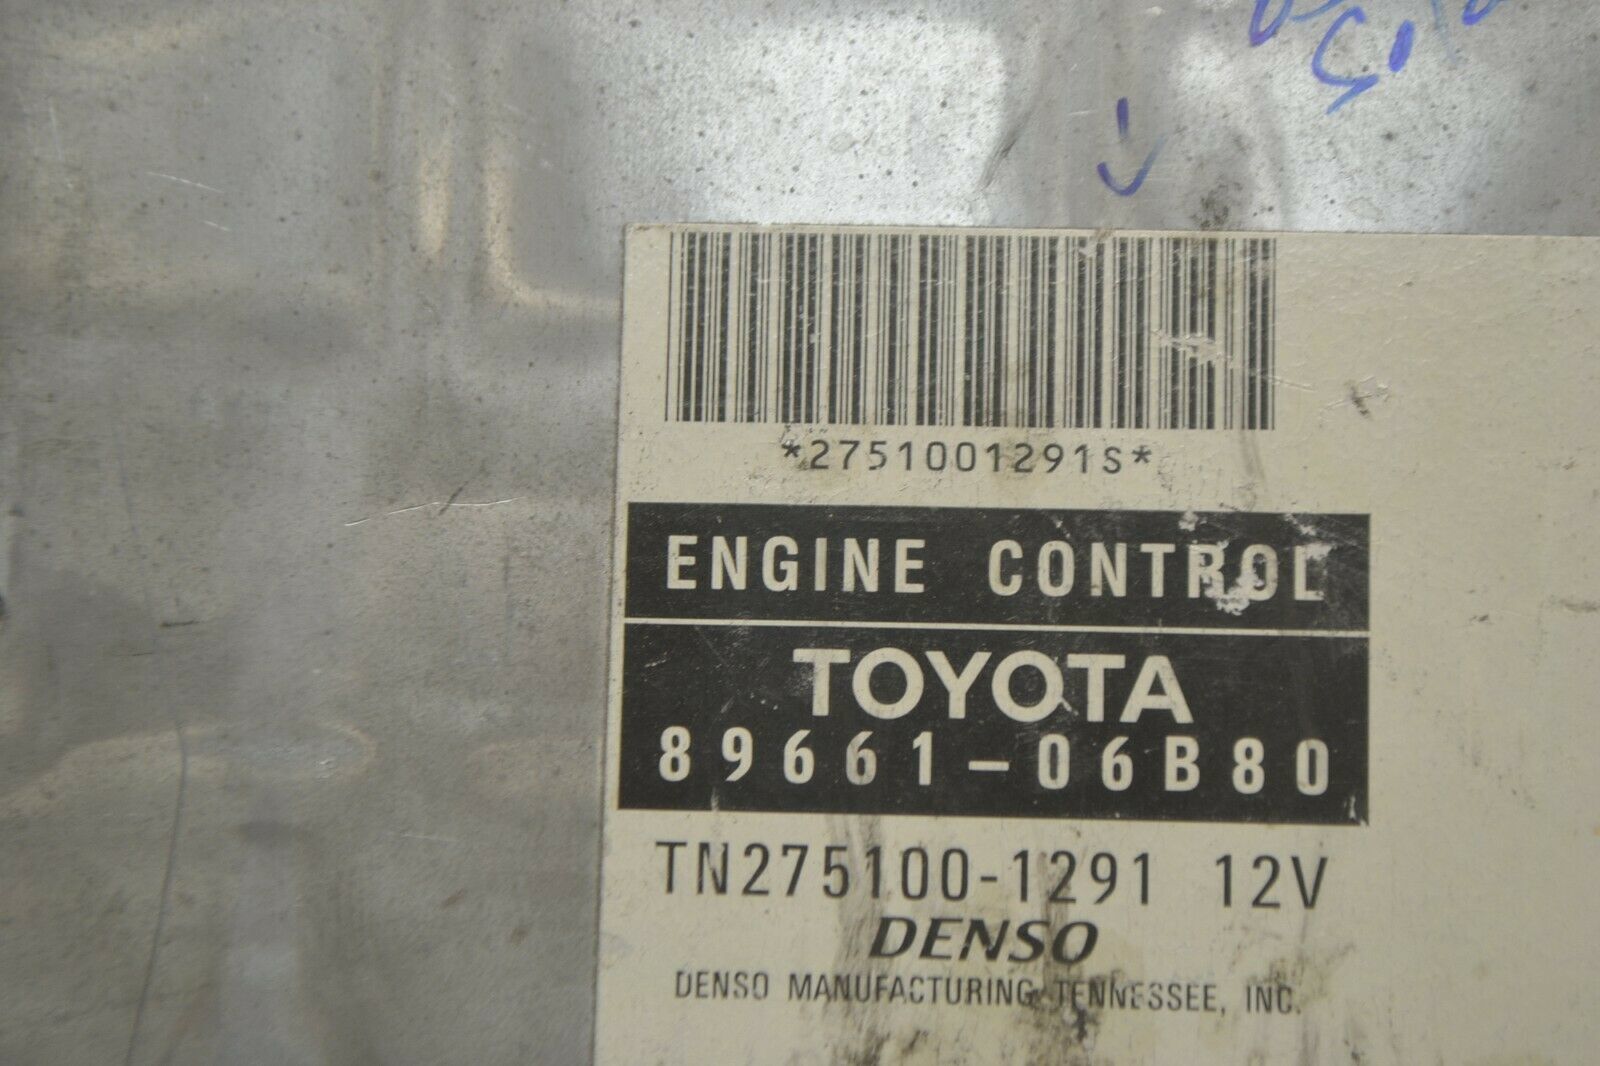 *2751001291S*
ENGINE CONTROL
TOYOTA
89661-06B80
TN275100-1291 12V
DENSO
DENSO MANUFACTURING TENNESSEE, INC.